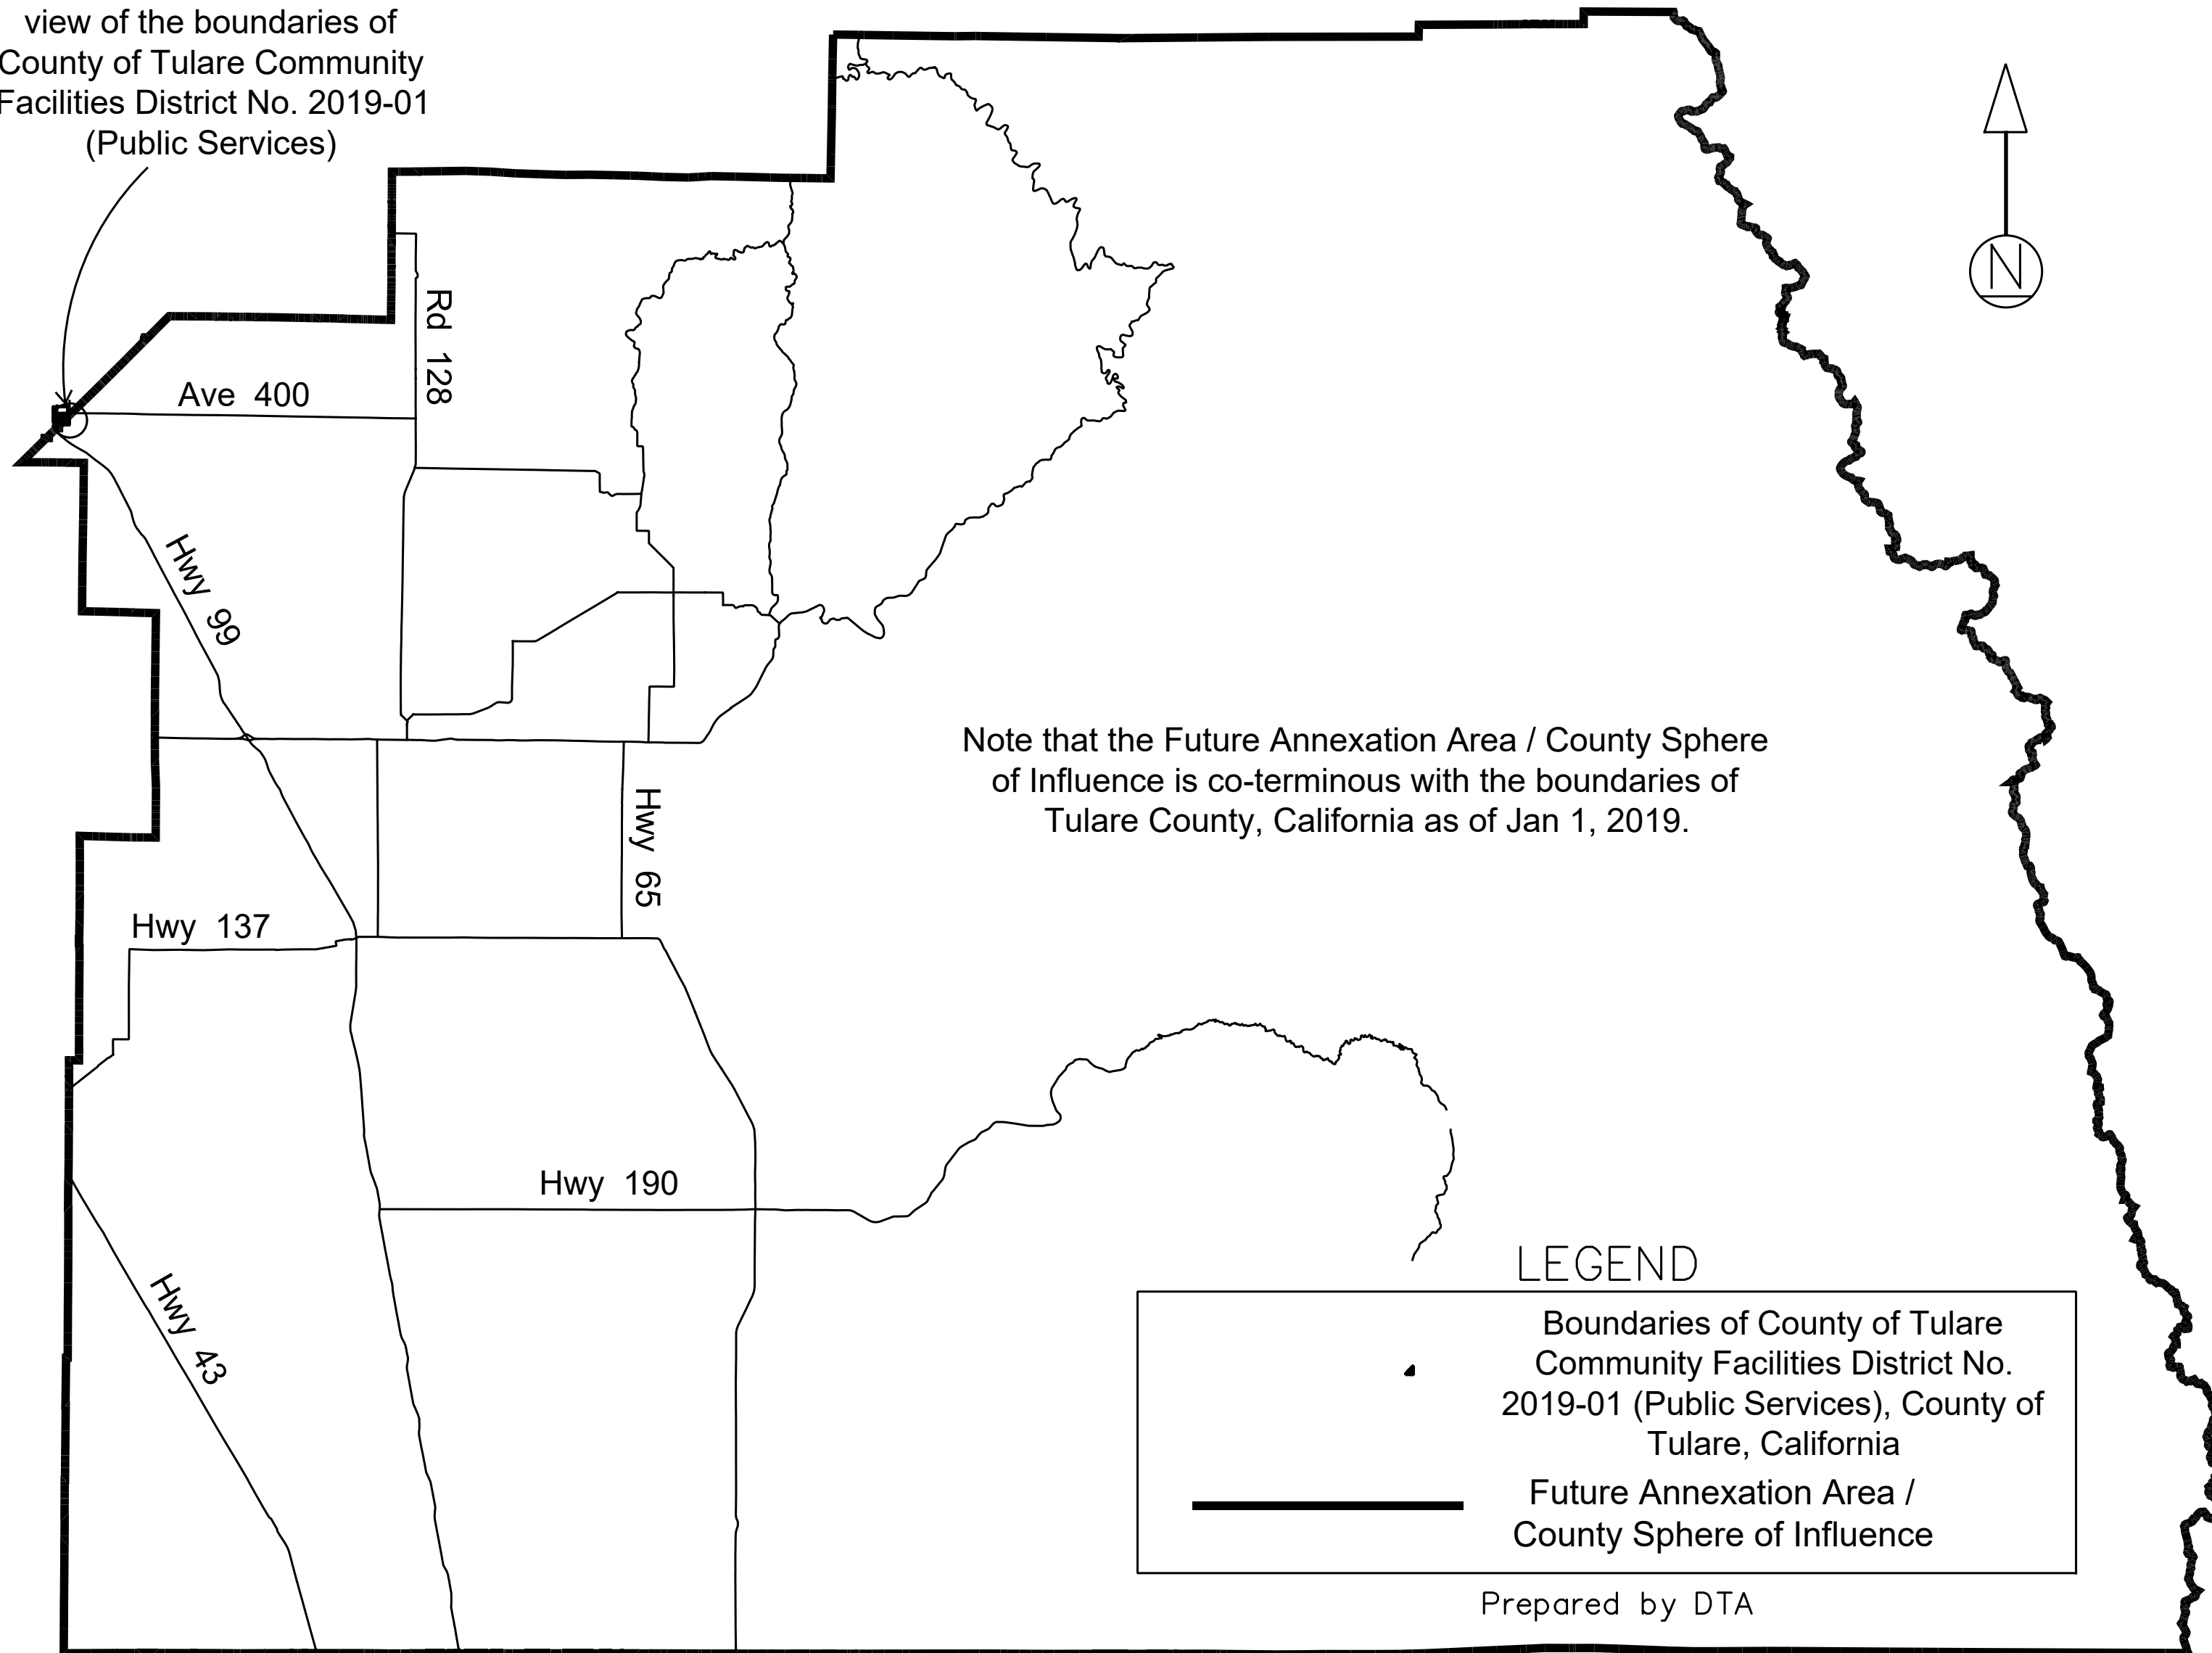 view of the boundaries of
County of Tulare Community
Facilities District No. 2019-01
(Public Services)
N
Rd 128
Ave 400
Hwy 99
Note that the Future Annexation Area / County Sphere
of Influence is co-terminous with the boundaries of
Tulare County, California as of Jan 1, 2019.
Hwy 65
Hwy 137
Hwy 190
Hwy 43
LEGEND
Boundaries of County of Tulare
Community Facilities District No.
2019-01 (Public Services), County of
Tulare, California
Future Annexation Area /
County Sphere of Influence
Prepared by DTA